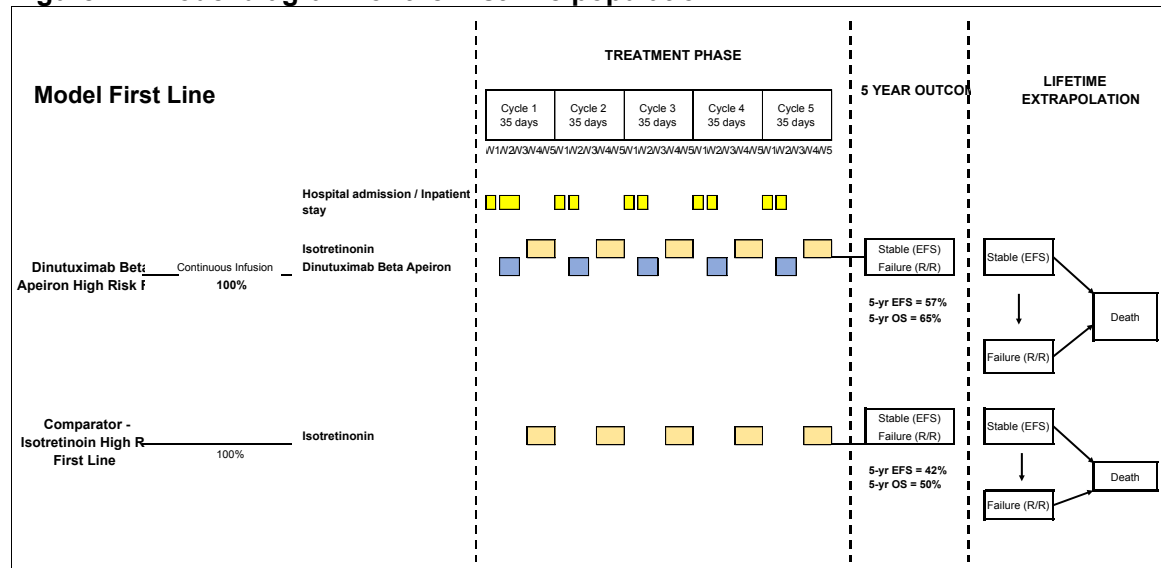 TREATMENT PHASE
Model First Line
5 YEAR OUTCOM
LIFETIME
EXTRAPOLATION
Cycle 1
35 days
Cycle 2
35 days
Cycle 3
35 days
Cycle 4
35 days
Cycle 5
35 days
W1W2W3W4W5W1W2W3W4W5W1W2W3W4W5W1W2W3W4W5W1W2W3W4W5
Hospital admission / Inpatient
stay
Isotretinonin
Dinutuximab Beta Apeiron
Dinutuximab Beta
Apeiron High Risk F
Continuous Infusion
100%
Stable (EFS)
Failure (R/R)
5-yr EFS = 57%
5-yr OS = 65%
Stable (EFS)
Failure (R/R)
Death
Comparator -
Isotretinoin High R
First Line
100%
Isotretinonin
Stable (EFS)
Failure (R/R)
5-yr EFS = 42%
5-yr OS = 50%
Stable (EFS)
Failure (R/R)
Death